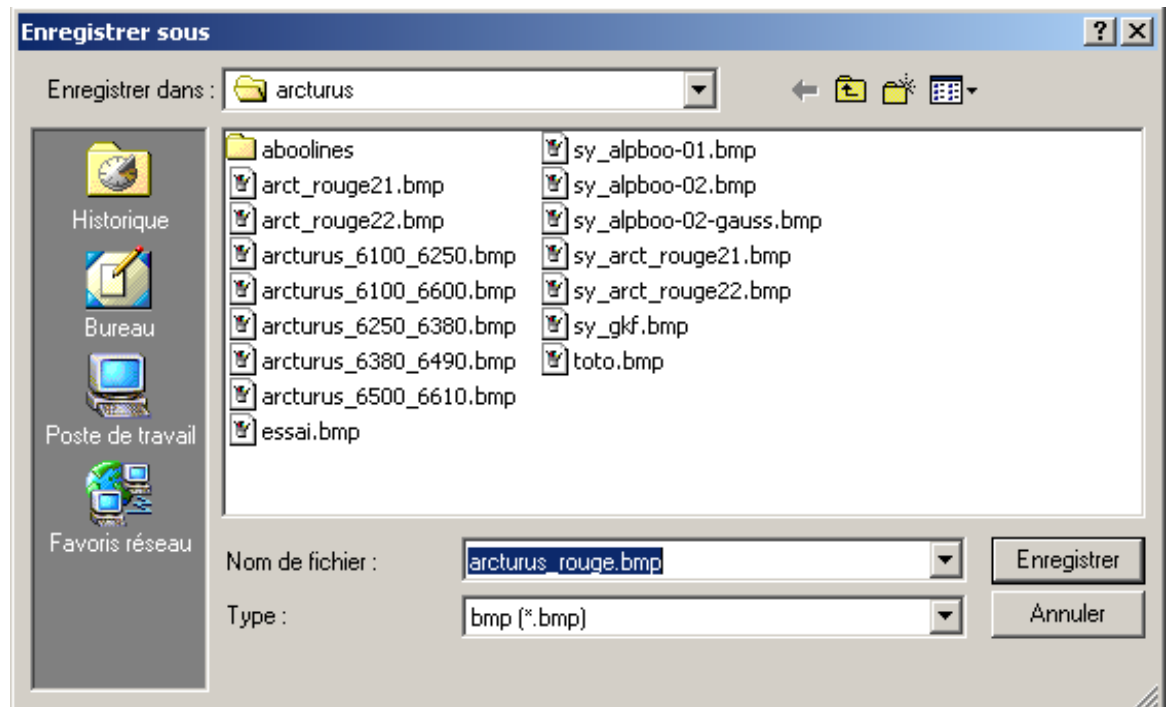 Enregistrer sous
Enregistrer dans : arcturus
Historique
Bureau
Poste de travail
Favoris réseau
aboolines
arct_rouge21.bmp
arct_rouge22.bmp
arcturus_6100_6250.bmp
arcturus_6100_6600.bmp
arcturus_6250_6380.bmp
arcturus_6380_6490.bmp
arcturus_6500_6610.bmp
essai.bmp
sy_alpboo-01.bmp
sy_alpboo-02.bmp
sy_alpboo-02-gauss.bmp
sy_arct_rouge21.bmp
sy_arct_rouge22.bmp
sy_gkf.bmp
toto.bmp
Nom de fichier : arcturus_rouge.bmp Enregistrer
Type : bmp (*.bmp) Annuler